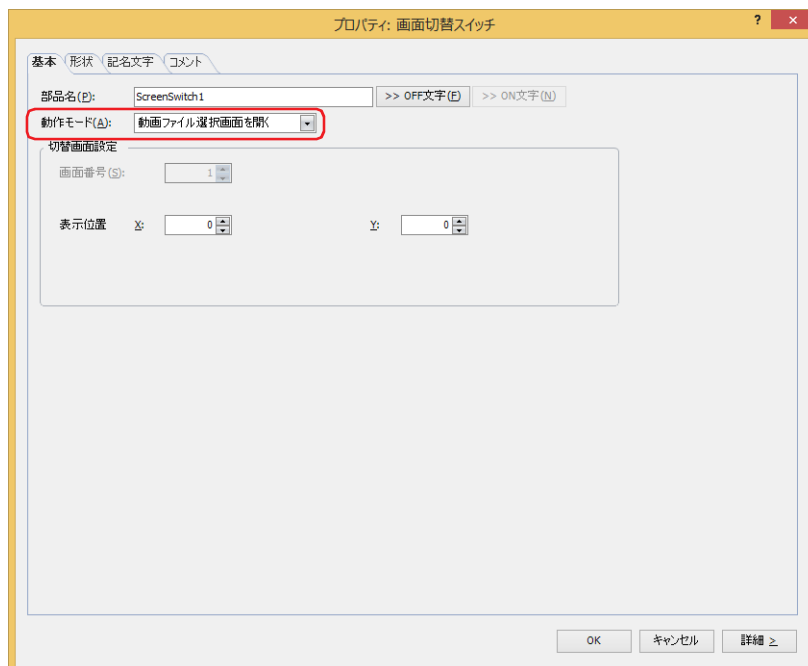 プロパティ: 画面切替スイッチ
? ×
基本 形状 記名文字 コメント
部品名(P): ScreenSwitch1 >> OFF文字(F) >> ON文字(N)
動作モード(A): 動画ファイル選択画面を開く
切替画面設定
画面番号(S): 1
表示位置 X: 0 Y: 0
OK キャンセル 詳細 >